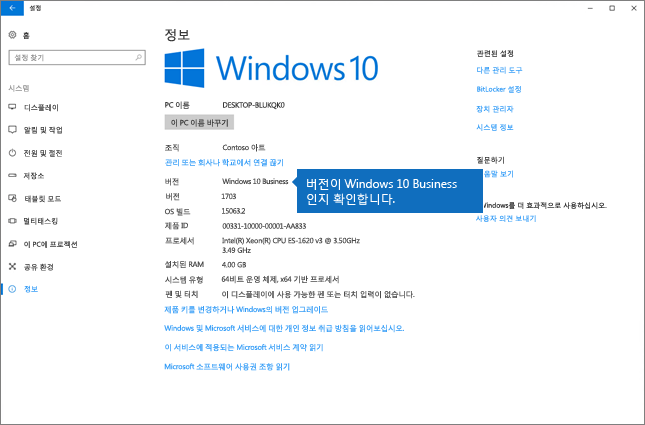 설정
홈
설정 찾기
시스템
디스플레이
알림 및 작업
전원 및 절전
저장소
태블릿 모드
멀티태스킹
이 PC에 프로젝션
공유 환경
정보
정보
Windows 10
PC 이름 DESKTOP-BLUKQK0
이 PC 이름 바꾸기
조직 Contoso 아트
관리 또는 회사나 학교에서 연결 끊기
버전 Windows 10 Business
버전 1703
OS 빌드 15063.2
제품 ID 00331-10000-00001-AA833
프로세서 Intel(R) Xeon(R) CPU ES-1620 v3 @ 3.50GHz
3.49 GHz
설치된 RAM 4.00 GB
시스템 유형 64비트 운영 체제, x64 기반 프로세서
펜 및 터치 이 디스플레이에 사용 가능한 펜 또는 터치 입력이 없습니다.
제품 키를 변경하거나 Windows의 버전 업그레이드
Windows 및 Microsoft 서비스에 대한 개인 정보 취급 방침을 읽어보십시오.
이 서비스에 적용되는 Microsoft 서비스 계약 읽기
Microsoft 소프트웨어 사용권 조항 읽기
버전이 Windows 10 Business
인지 확인합니다.
관련된 설정
다른 관리 도구
BitLocker 설정
장치 관리자
시스템 정보
질문하기
움말 보기
Windows를 더 효과적으로 사용하십시오.
사용자 의견 보내기